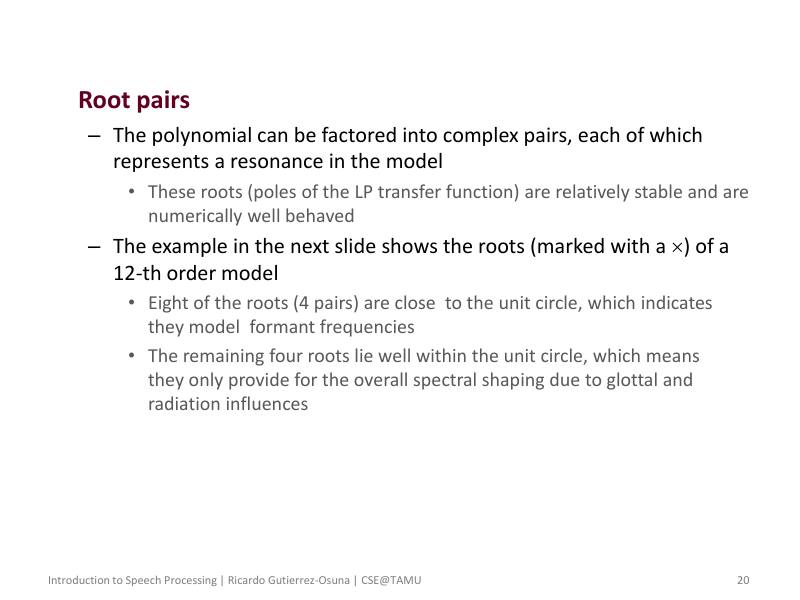 Root pairs
– The polynomial can be factored into complex pairs, each of which
represents a resonance in the model
• These roots (poles of the LP transfer function) are relatively stable and are
numerically well behaved
– The example in the next slide shows the roots (marked with a ×) of a
12-th order model
• Eight of the roots (4 pairs) are close  to the unit circle, which indicates
they model  formant frequencies
• The remaining four roots lie well within the unit circle, which means
they only provide for the overall spectral shaping due to glottal and
radiation influences
Introduction to Speech Processing | Ricardo Gutierrez-Osuna | CSE@TAMU
20